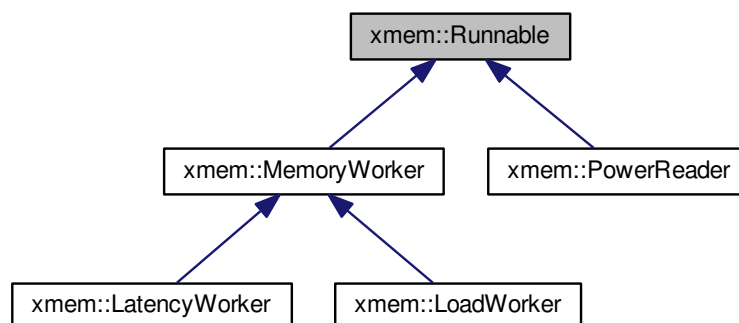 xmem::Runnable
xmem::MemoryWorker
xmem::PowerReader
xmem::LatencyWorker
xmem::LoadWorker